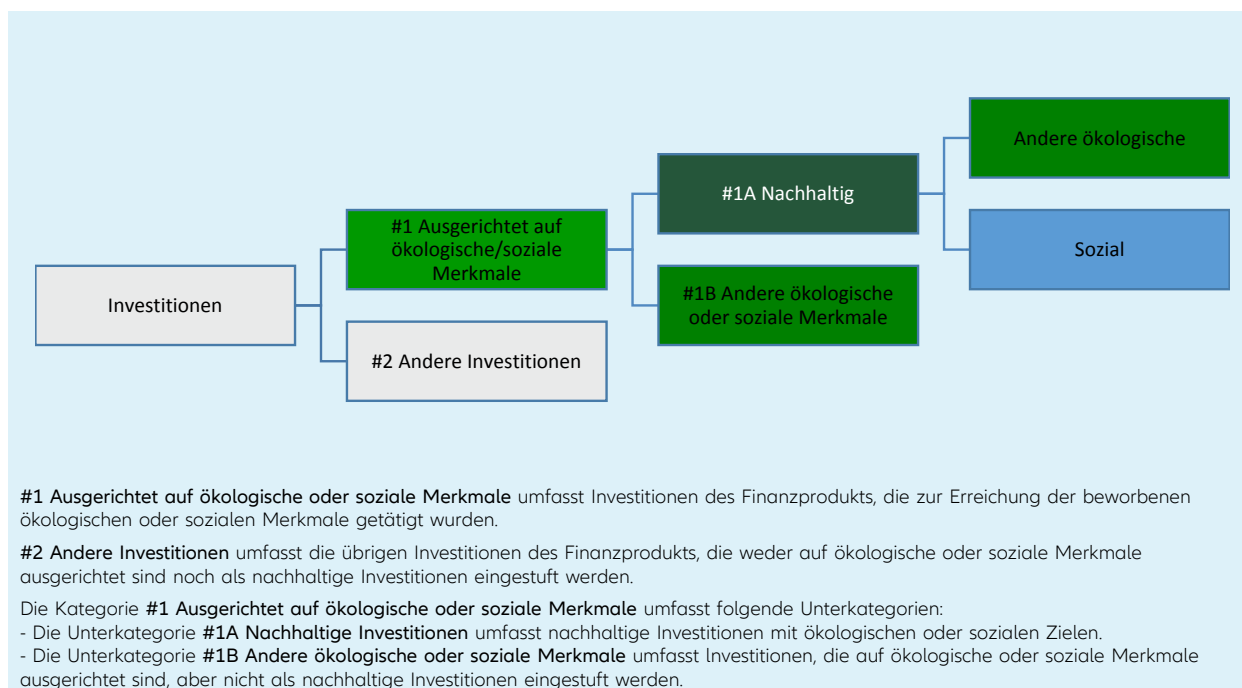 Andere ökologische
#1A Nachhaltig
#1 Ausgerichtet auf
ökologische/soziale
Merkmale
Sozial
Investitionen
#1B Andere ökologische
oder soziale Merkmale
#2 Andere Investitionen
#1 Ausgerichtet auf ökologische oder soziale Merkmale umfasst Investitionen des Finanzprodukts, die zur Erreichung der beworbenen
ökologischen oder sozialen Merkmale getätigt wurden.
#2 Andere Investitionen umfasst die übrigen Investitionen des Finanzprodukts, die weder auf ökologische oder soziale Merkmale
ausgerichtet sind noch als nachhaltige Investitionen eingestuft werden.
Die Kategorie #1 Ausgerichtet auf ökologische oder soziale Merkmale umfasst folgende Unterkategorien:
- Die Unterkategorie #1A Nachhaltige Investitionen umfasst nachhaltige Investitionen mit ökologischen oder sozialen Zielen.
- Die Unterkategorie #1B Andere ökologische oder soziale Merkmale umfasst Investitionen, die auf ökologische oder soziale Merkmale
ausgerichtet sind, aber nicht als nachhaltige Investitionen eingestuft werden.